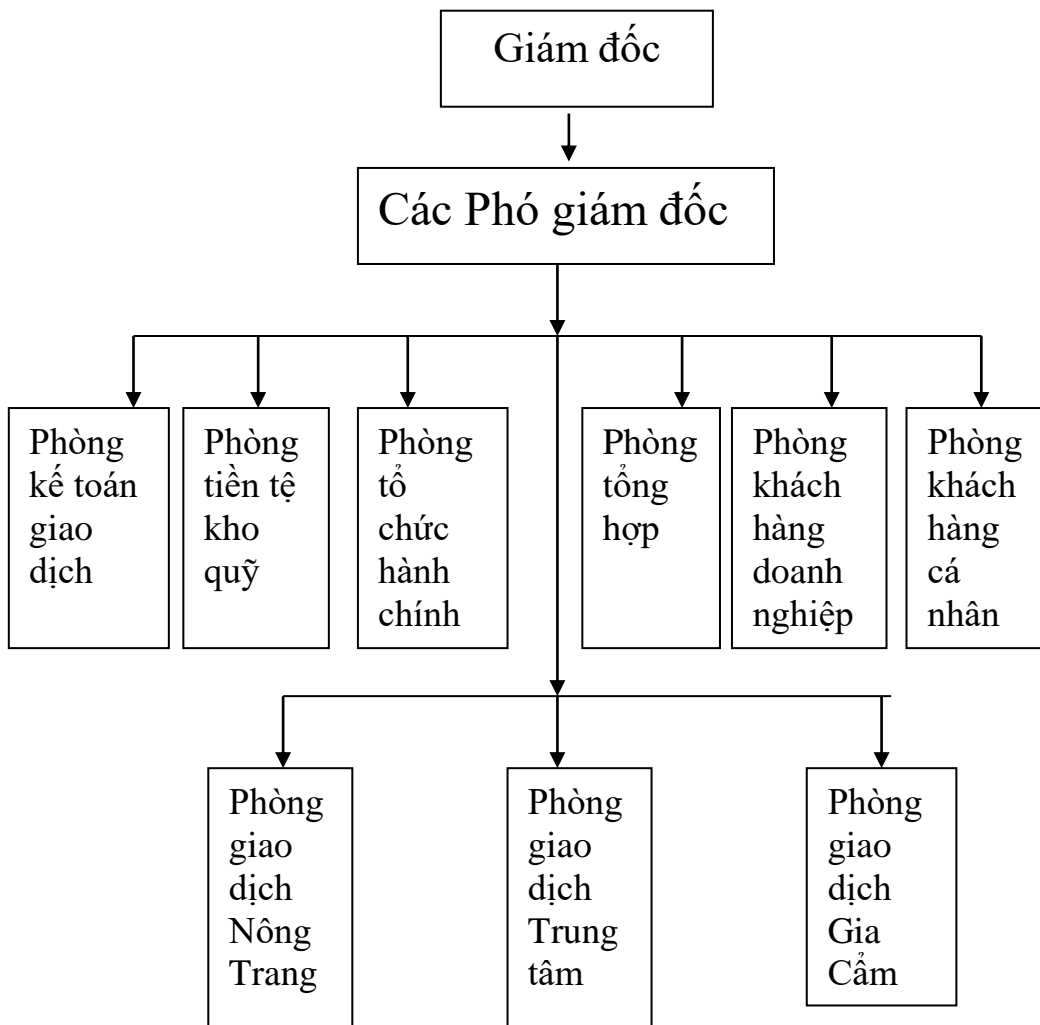 Giám đốc
Các Phó giám đốc
Phòng
kế toán
giao
dịch
Phòng
tiền tệ
kho
quỹ
Phòng
tổ
chức
hành
chính
Phòng
tổng
hợp
Phòng
khách
hàng
doanh
nghiệp
Phòng
khách
hàng
cá
nhân
Phòng
giao
dịch
Nông
Trang
Phòng
giao
dịch
Trung
tâm
Phòng
giao
dịch
Gia
Cẩm